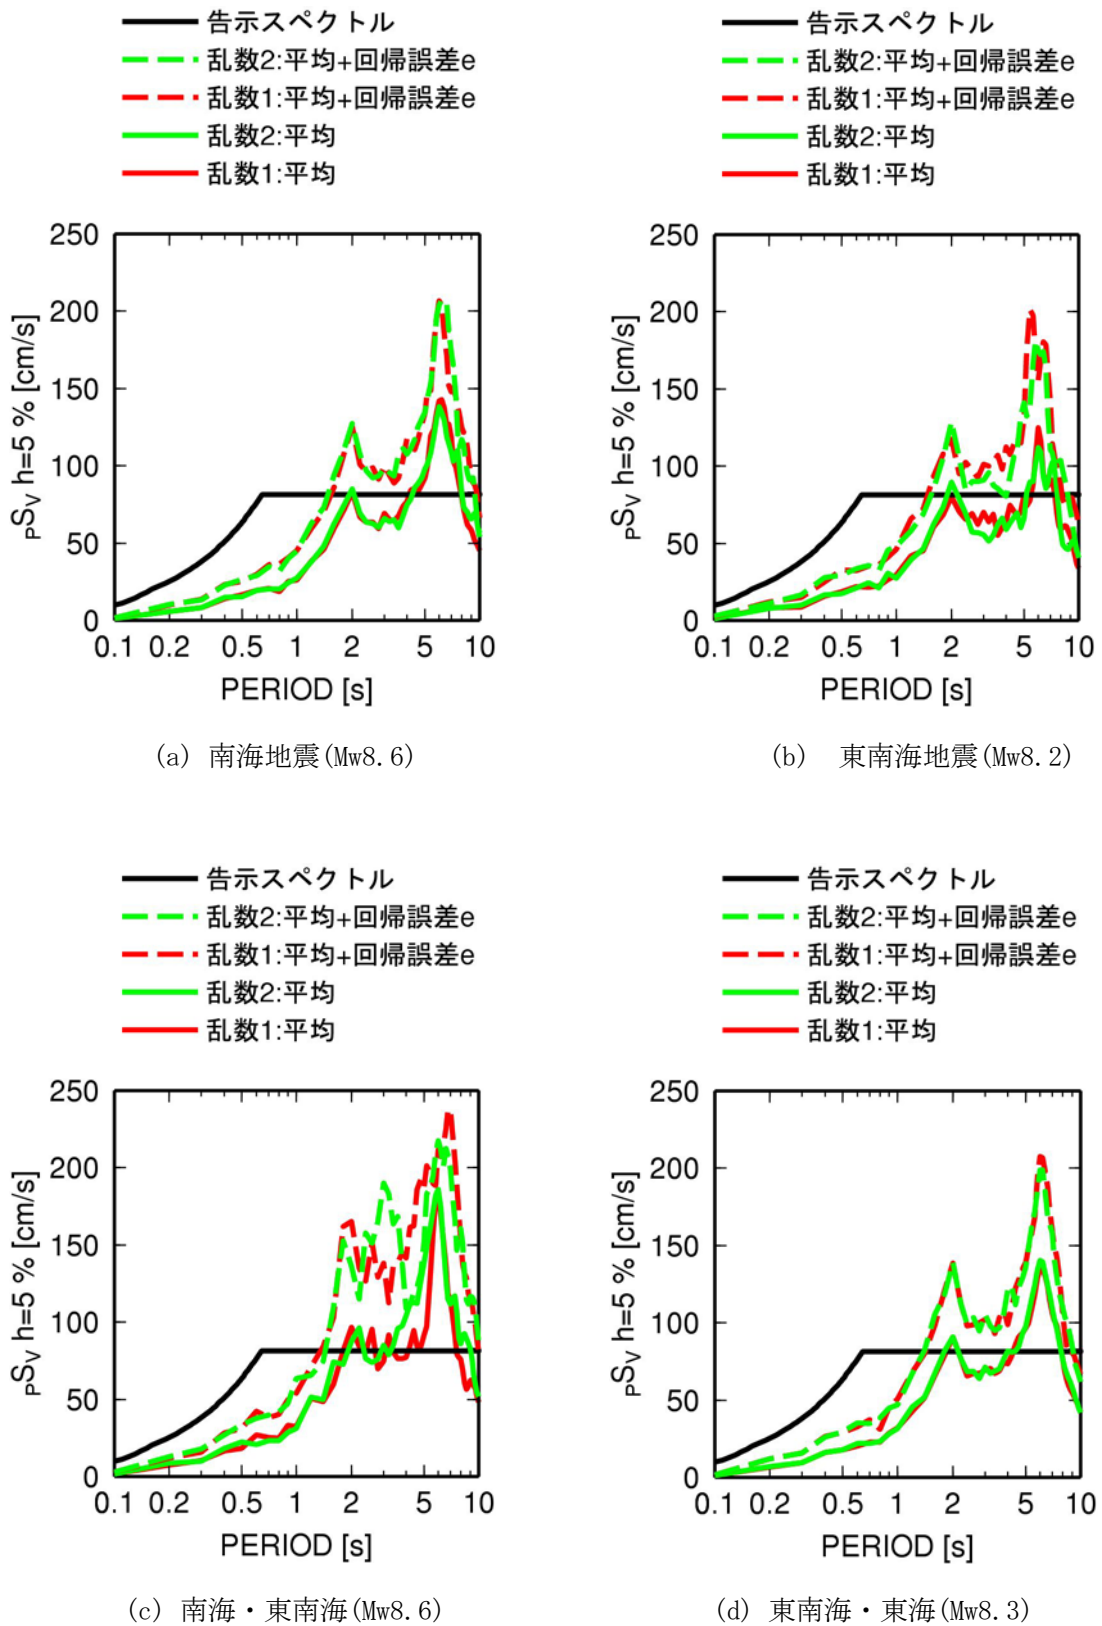 告示スペクトル
乱数2:平均+回帰誤差e
乱数1:平均+回帰誤差e
乱数2:平均
乱数1:平均
250
200
150
100
50
0
0.1 0.2 0.5 1 2 5 10
PERIOD [s]
PSV h=5 % [cm/s]
(a) 南海地震(Mw8.6)
告示スペクトル
乱数2:平均+回帰誤差e
乱数1:平均+回帰誤差e
乱数2:平均
乱数1:平均
250
200
150
100
50
0
0.1 0.2 0.5 1 2 5 10
PERIOD [s]
PSV h=5 % [cm/s]
(b) 東南海地震(Mw8.2)
告示スペクトル
乱数2:平均+回帰誤差e
乱数1:平均+回帰誤差e
乱数2:平均
乱数1:平均
250
200
150
100
50
0
0.1 0.2 0.5 1 2 5 10
PERIOD [s]
PSV h=5 % [cm/s]
(c) 南海・東南海(Mw8.6)
告示スペクトル
乱数2:平均+回帰誤差e
乱数1:平均+回帰誤差e
乱数2:平均
乱数1:平均
250
200
150
100
50
0
0.1 0.2 0.5 1 2 5 10
PERIOD [s]
PSV h=5 % [cm/s]
(d) 東南海・東海(Mw8.3)